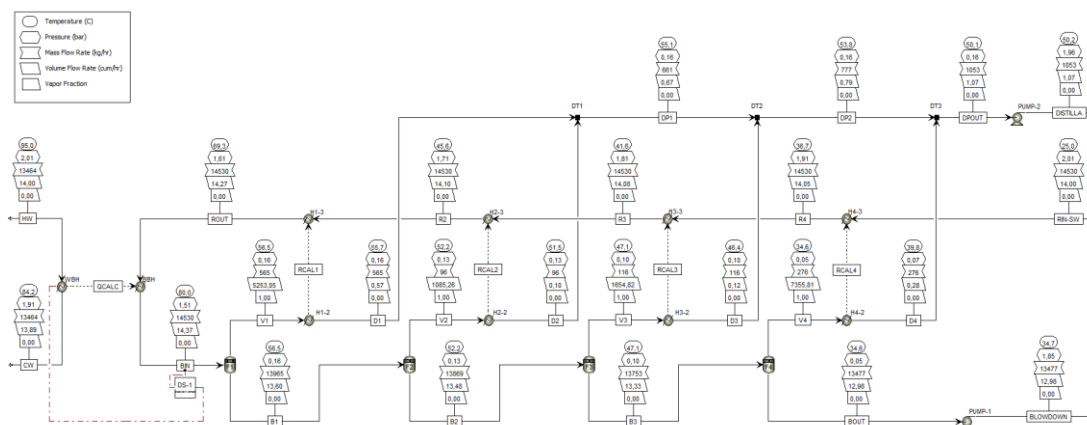 Temperature (C)
Pressure (bar)
Mass Flow Rate (kg/hr)
Volume Flow Rate (cum/hr)
Vapor Fraction
55,1
0,16
661
0,67
0,00
DP1
53,8
0,16
777
0,79
0,00
DP2
50,1
0,16
1053
1,07
0,00
DPOUT
50,2
1,96
1053
1,07
0,00
DISTILLA
DT1
DT2
DT3
PUMP-2
95,0
2,01
13464
14,00
0,00
HW
69,3
1,61
14530
14,27
0,00
ROUT
45,6
1,71
14530
14,10
0,00
R2
41,6
1,81
14530
14,08
0,00
R3
36,7
1,91
14530
14,05
0,00
R4
25,0
2,01
14530
14,00
0,00
RIN-SW
H1-3
H2-3
H3-3
H4-3
WBH
QCALC
BBH
RCAL1
RCAL2
RCAL3
RCAL4
84,2
1,91
13464
13,89
0,00
CW
80,0
1,51
14530
14,37
0,00
BIN
DS-1
56,5
0,16
565
5253,05
1,00
V1
H1-2
55,7
0,16
565
0,57
0,00
D1
52,2
0,13
96
1085,26
1,00
V2
H2-2
51,5
0,13
96
0,10
0,00
D2
47,1
0,10
116
1654,82
1,00
V3
H3-2
46,4
0,10
116
0,12
0,00
D3
34,6
0,05
276
7355,81
1,00
V4
H4-2
39,8
0,07
276
0,28
0,00
D4
56,5
0,16
13965
13,60
0,00
B1
52,2
0,13
13869
13,48
0,00
B2
47,1
0,10
13753
13,33
0,00
B3
34,6
0,05
13477
12,98
0,00
BOUT
PUMP-1
34,7
1,85
13477
12,98
0,00
BLOWDOWN